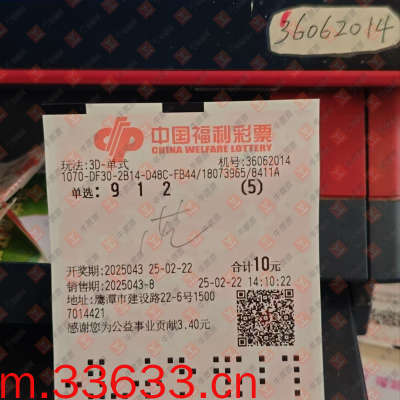 36062014
中国福利彩票
CHINA WELFARE LOTTERY
玩法:3D-单式 机号:36062014
1070-DF30-2B14-D48C-FB44/18073965/8411A
单选: 9 1 2 (5)
开奖期:2025043 25-02-22 合计10元
销售期:2025043-8 25-02-22 14:10:22
地址:鹰潭市建设路22-6号1500
7014421
感谢您为公益事业贡献3.40元
m.33633.cn